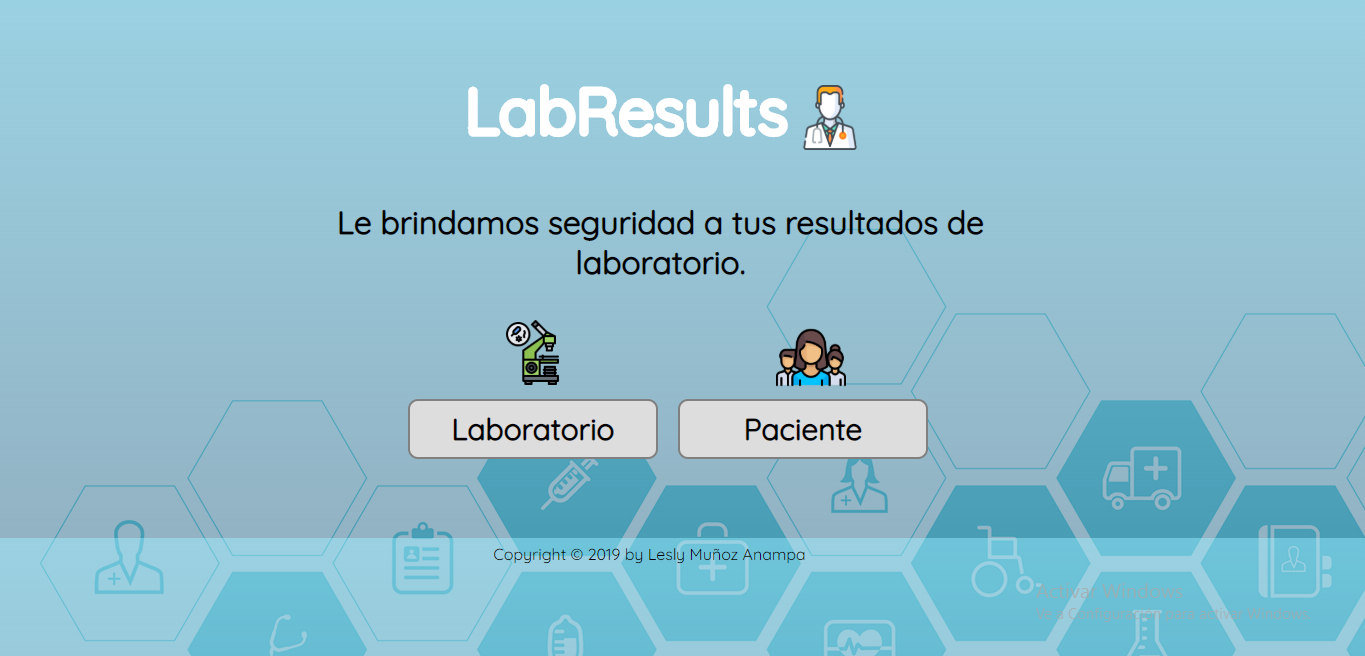 LabResults
Le brindamos seguridad a tus resultados de
laboratorio.
Laboratorio
Paciente
Copyright © 2019 by Lesly Muñoz Anampa
Activar Windows
Ve a Configuración para activar Windows.